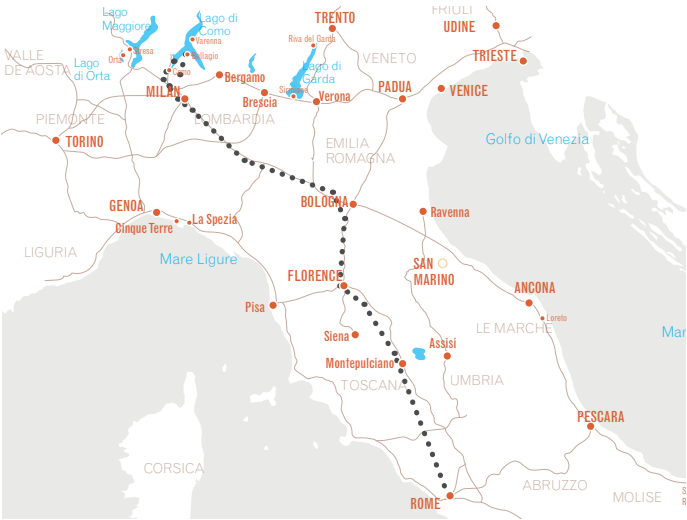 FRIULI
Lago
Maggiore
Lago di
Como
TRENTO
UDINE
Varenna
Riva del Garda
Stresa
VALLE
DE AOSTA
Orta
Bellagio
VENETO
TRIESTE
Lago
di Orta
Como
Lago di
Garda
Bergamo
MILAN
Brescia
Verona
PADUA
VENICE
PIEMONTE
LOMBARDIA
TORINO
EMILIA
ROMAGNA
Golfo di Venezia
GENOA
BOLOGNA
Ravenna
La Spezia
Cinque Terre
LIGURIA
Mare Ligure
SAN
MARINO
FLORENCE
ANCONA
Pisa
Loreto
LE MARCHE
Mar
Siena
Assisi
Montepulciano
TOSCANA
UMBRIA
PESCARA
CORSICA
ABRUZZO
MOLISE
S
R
ROME